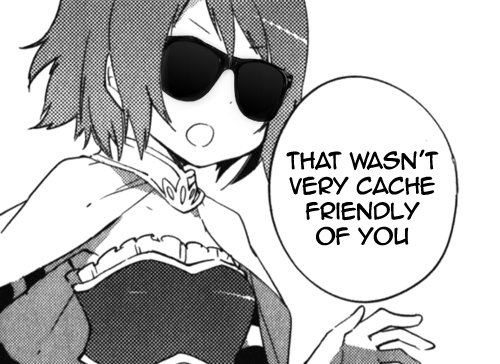 THAT WASN'T
VERY CACHE
FRIENDLY
OF YOU